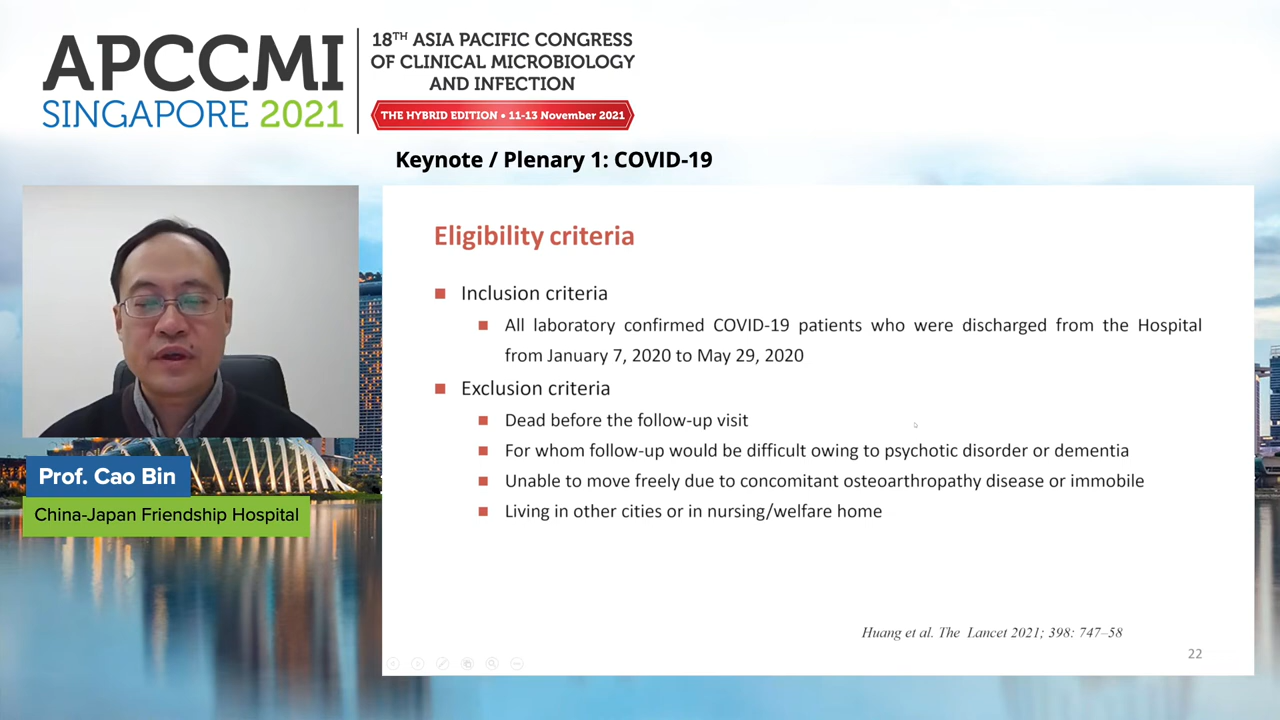 APCCMI
SINGAPORE 2021
18TH ASIA PACIFIC CONGRESS
OF CLINICAL MICROBIOLOGY
AND INFECTION
THE HYBRID EDITION • 11-13 November 2021
Keynote / Plenary 1: COVID-19
Prof. Cao Bin
China-Japan Friendship Hospital
Eligibility criteria
Inclusion criteria
All laboratory confirmed COVID-19 patients who were discharged from the Hospital
from January 7, 2020 to May 29, 2020
Exclusion criteria
Dead before the follow-up visit
For whom follow-up would be difficult owing to psychotic disorder or dementia
Unable to move freely due to concomitant osteoarthropathy disease or immobile
Living in other cities or in nursing/welfare home
Huang et al. The Lancet 2021; 398: 747–58
22